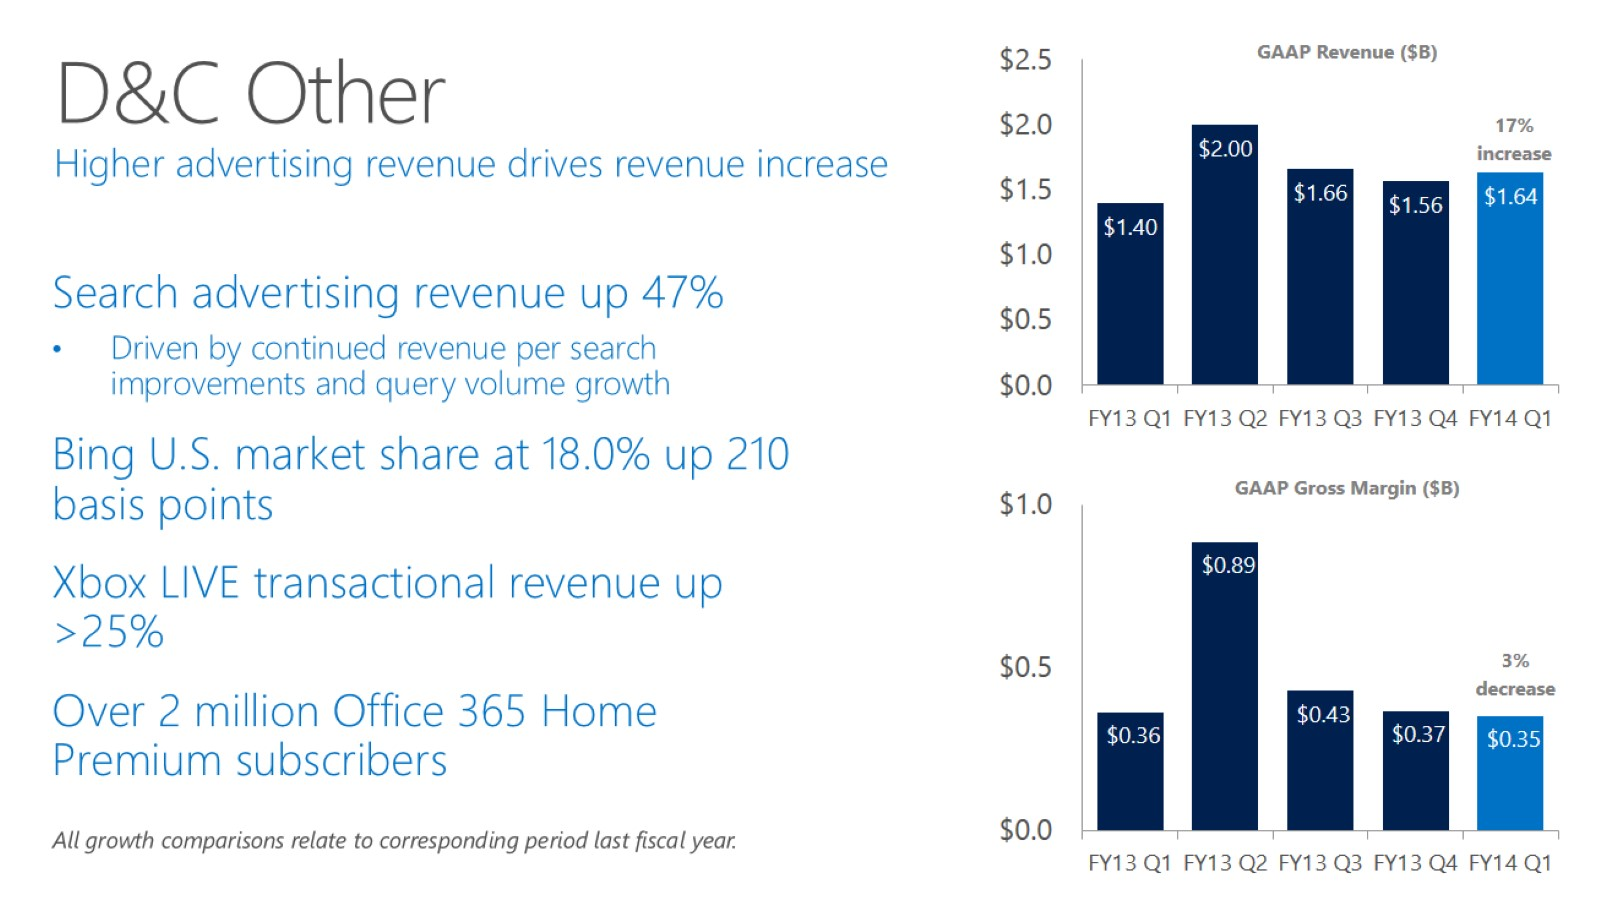 D&C Other
Higher advertising revenue drives revenue increase
Search advertising revenue up 47%
• Driven by continued revenue per search
improvements and query volume growth
Bing U.S. market share at 18.0% up 210
basis points
Xbox LIVE transactional revenue up
>25%
Over 2 million Office 365 Home
Premium subscribers
All growth comparisons relate to corresponding period last fiscal year.
GAAP Revenue ($B)
$2.5
$2.0
$1.5
$1.0
$0.5
$0.0
$1.40
$2.00
$1.66
$1.56
17%
increase
$1.64
FY13 Q1 FY13 Q2 FY13 Q3 FY13 Q4 FY14 Q1
GAAP Gross Margin ($B)
$1.0
$0.5
$0.0
$0.36
$0.89
$0.43
$0.37
3%
decrease
$0.35
FY13 Q1 FY13 Q2 FY13 Q3 FY13 Q4 FY14 Q1